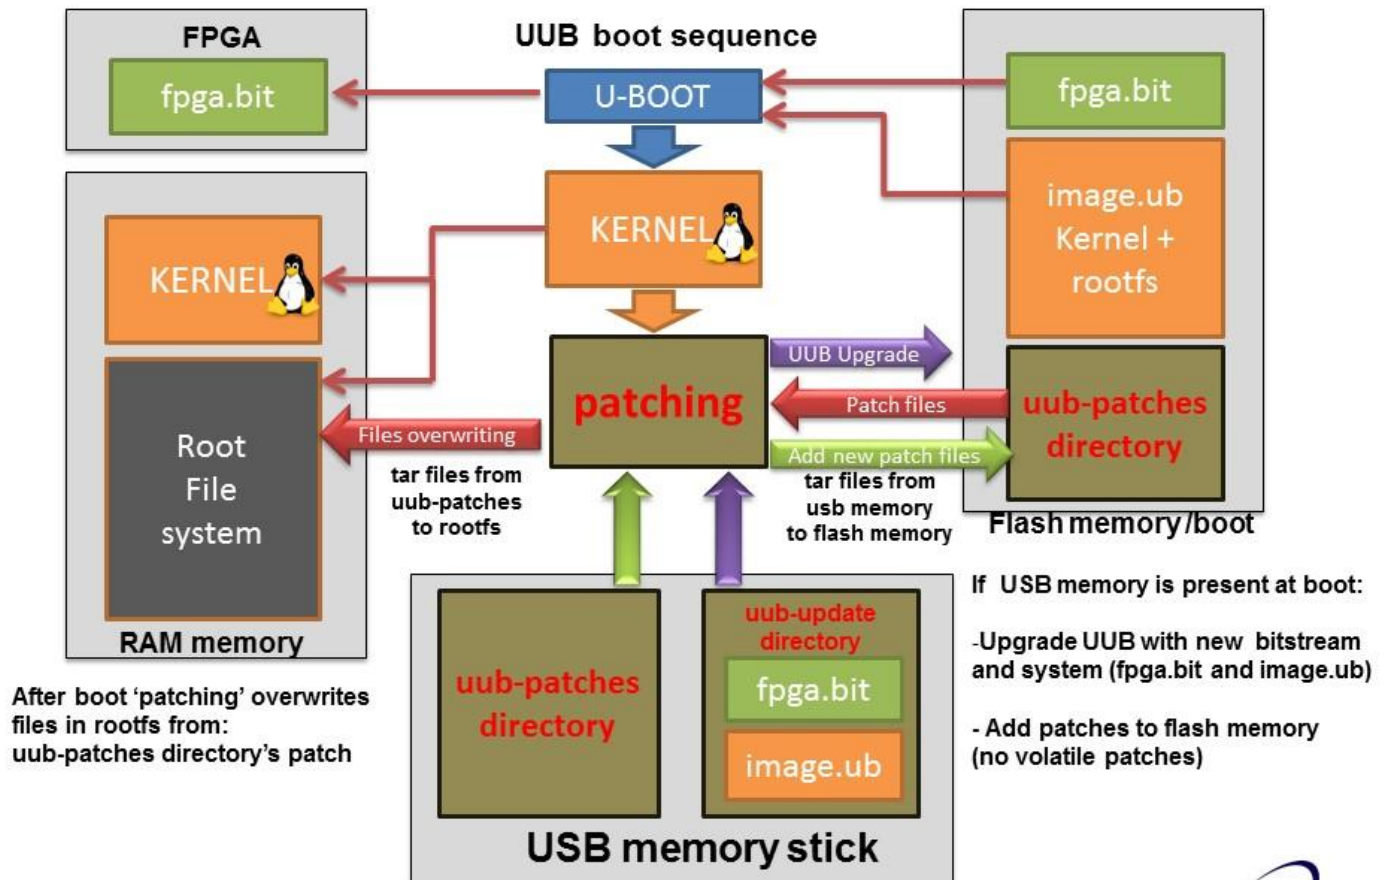 UUB boot sequence
FPGA
fpga.bit
U-BOOT
fpga.bit
image.ub
Kernel +
rootfs
KERNEL
KERNEL
patching
UUB Upgrade
Patch files
Add new patch files
tar files from
usb memory
to flash memory
uub-patches
directory
Flash memory /boot
Files overwriting
tar files from
uub-patches
to rootfs
Root
File
system
RAM memory
After boot ‘patching’ overwrites
files in rootfs from:
uub-patches directory’s patch
uub-patches
directory
uub-update
directory
fpga.bit
image.ub
USB memory stick
If USB memory is present at boot:
-Upgrade UUB with new bitstream
and system (fpga.bit and image.ub)
- Add patches to flash memory
(no volatile patches)